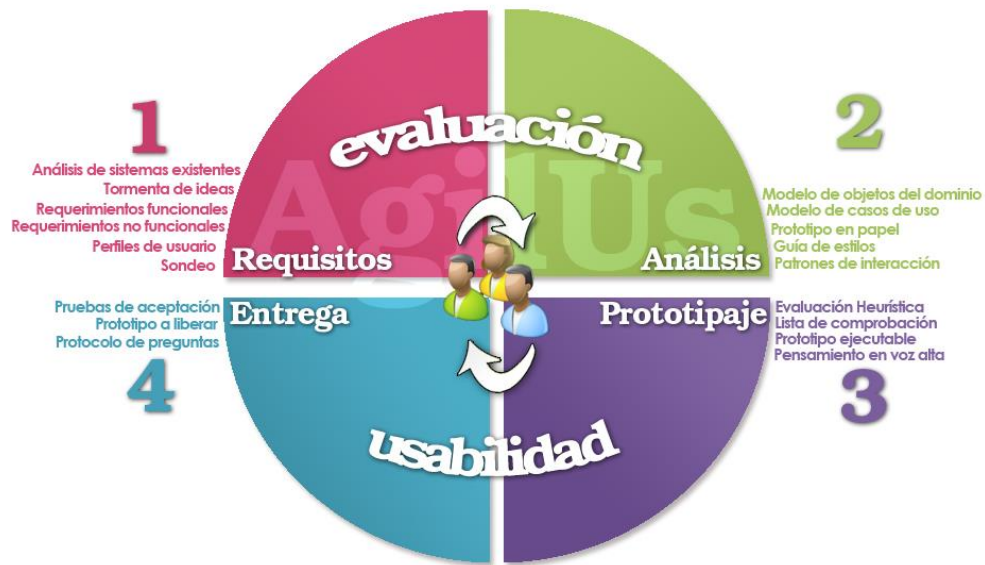 evaluación
AgilUs
1
Análisis de sistemas existentes
Tormenta de ideas
Requerimientos funcionales
Requerimientos no funcionales
Perfiles de usuario
Sondeo
Requisitos
2
Modelo de objetos del dominio
Modelo de casos de uso
Prototipo en papel
Guía de estilos
Patrones de interacción
Análisis
Prototipaje
Evaluación Heurística
Lista de comprobación
Prototipo ejecutable
Pensamiento en voz alta
3
Entrega
Pruebas de aceptación
Prototipo a liberar
Protocolo de preguntas
4
usabilidad